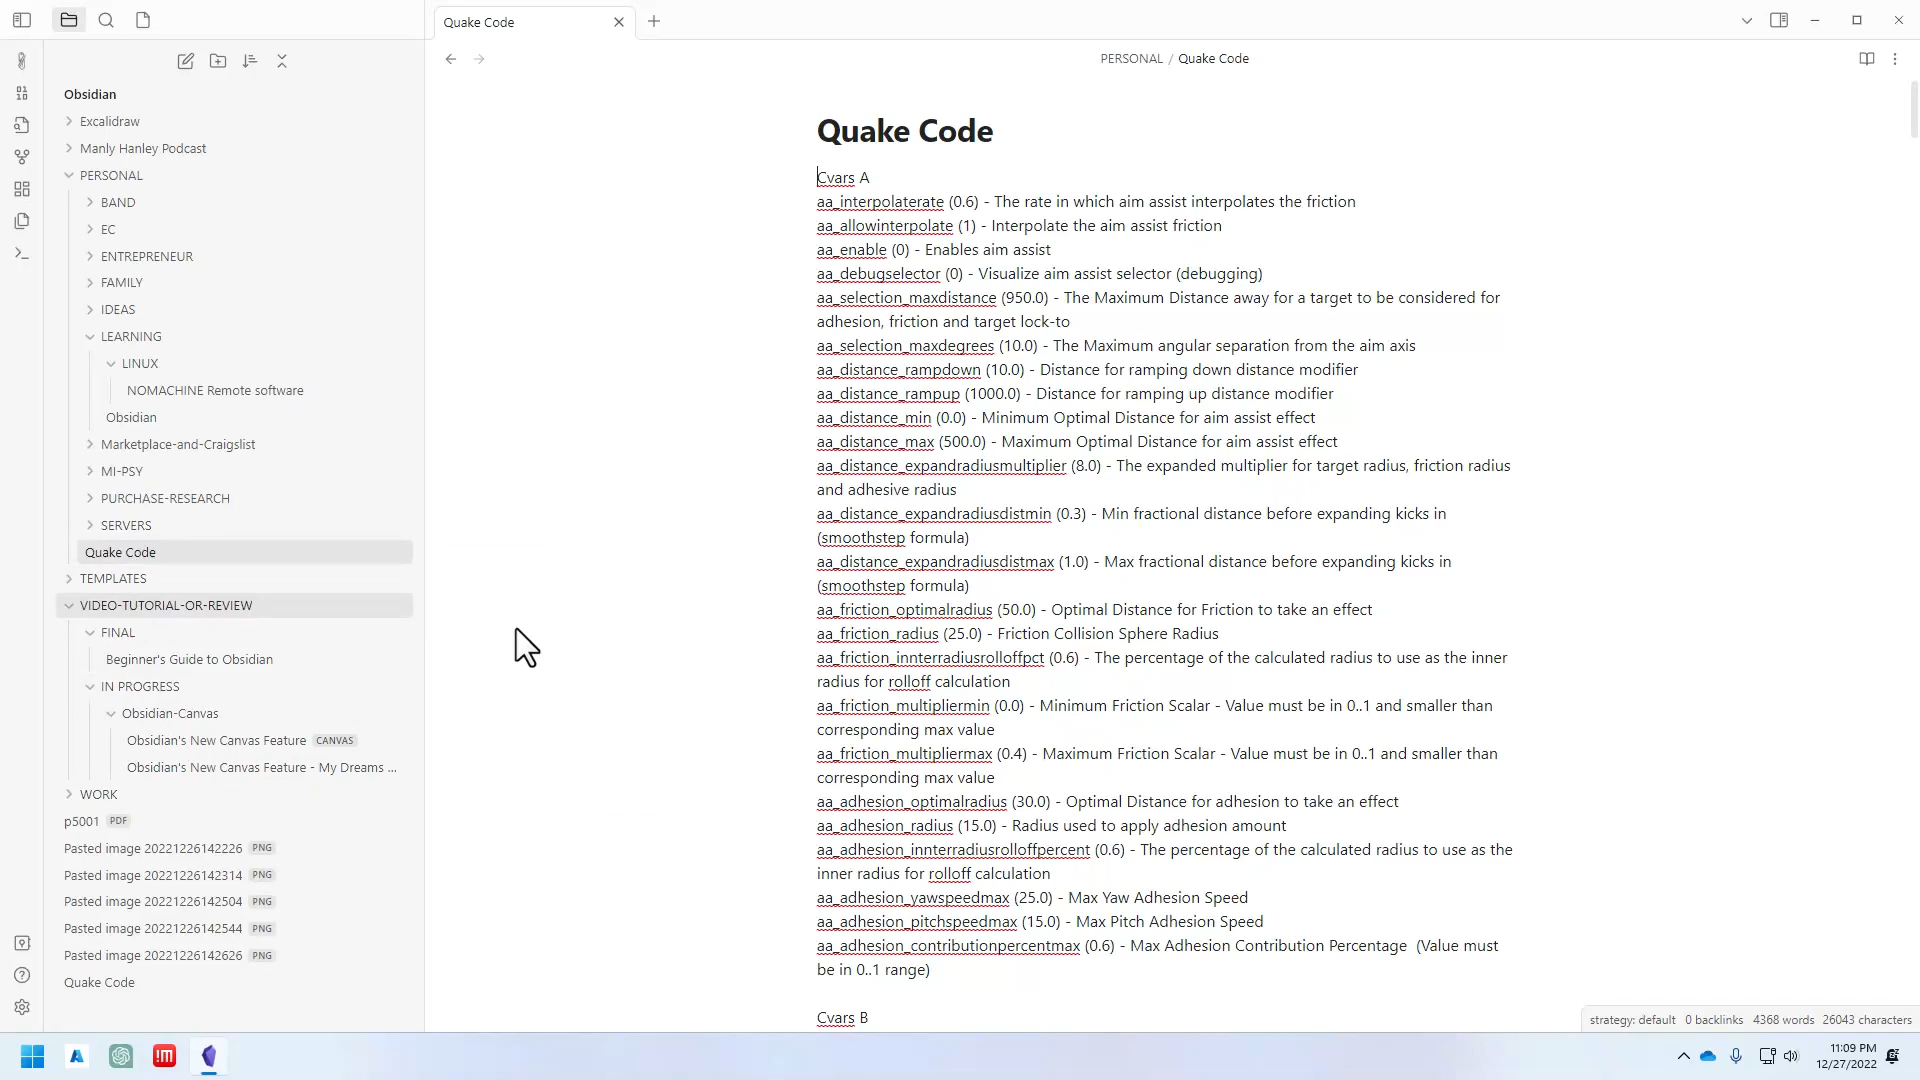 Quake Code
PERSONAL / Quake Code
Obsidian
Excalidraw
Manly Hanley Podcast
PERSONAL
BAND
EC
ENTREPRENEUR
FAMILY
IDEAS
LEARNING
LINUX
NOMACHINE Remote software
Obsidian
Marketplace-and-Craigslist
MI-PSY
PURCHASE-RESEARCH
SERVERS
Quake Code
TEMPLATES
VIDEO-TUTORIAL-OR-REVIEW
FINAL
Beginner's Guide to Obsidian
IN PROGRESS
Obsidian-Canvas
Obsidian's New Canvas Feature CANVAS
Obsidian's New Canvas Feature - My Dreams ...
WORK
p5001 PDF
Pasted image 20221226142226 PNG
Pasted image 20221226142314 PNG
Pasted image 20221226142504 PNG
Pasted image 20221226142544 PNG
Pasted image 20221226142626 PNG
Quake Code
Quake Code
Cvars A
aa_interpolaterate (0.6) - The rate in which aim assist interpolates the friction
aa_allowinterpolate (1) - Interpolate the aim assist friction
aa_enable (0) - Enables aim assist
aa_debugselector (0) - Visualize aim assist selector (debugging)
aa_selection_maxdistance (950.0) - The Maximum Distance away for a target to be considered for
adhesion, friction and target lock-to
aa_selection_maxdegrees (10.0) - The Maximum angular separation from the aim axis
aa_distance_rampdown (10.0) - Distance for ramping down distance modifier
aa_distance_rampup (1000.0) - Distance for ramping up distance modifier
aa_distance_min (0.0) - Minimum Optimal Distance for aim assist effect
aa_distance_max (500.0) - Maximum Optimal Distance for aim assist effect
aa_distance_expandradiusmultiplier (8.0) - The expanded multiplier for target radius, friction radius
and adhesive radius
aa_distance_expandradiusdistmin (0.3) - Min fractional distance before expanding kicks in
(smoothstep formula)
aa_distance_expandradiusdistmax (1.0) - Max fractional distance before expanding kicks in
(smoothstep formula)
aa_friction_optimalradius (50.0) - Optimal Distance for Friction to take an effect
aa_friction_radius (25.0) - Friction Collision Sphere Radius
aa_friction_innterradiusrolloffpct (0.6) - The percentage of the calculated radius to use as the inner
radius for rolloff calculation
aa_friction_multipliermin (0.0) - Minimum Friction Scalar - Value must be in 0..1 and smaller than
corresponding max value
aa_friction_multipliermax (0.4) - Maximum Friction Scalar - Value must be in 0..1 and smaller than
corresponding max value
aa_adhesion_optimalradius (30.0) - Optimal Distance for adhesion to take an effect
aa_adhesion_radius (15.0) - Radius used to apply adhesion amount
aa_adhesion_innterradiusrolloffpercent (0.6) - The percentage of the calculated radius to use as the
inner radius for rolloff calculation
aa_adhesion_yawspeedmax (25.0) - Max Yaw Adhesion Speed
aa_adhesion_pitchspeedmax (15.0) - Max Pitch Adhesion Speed
aa_adhesion_contributionpercentmax (0.6) - Max Adhesion Contribution Percentage  (Value must
be in 0..1 range)
Cvars B
strategy: default 0 backlinks 4368 words 26043 characters
11:09 PM
12/27/2022